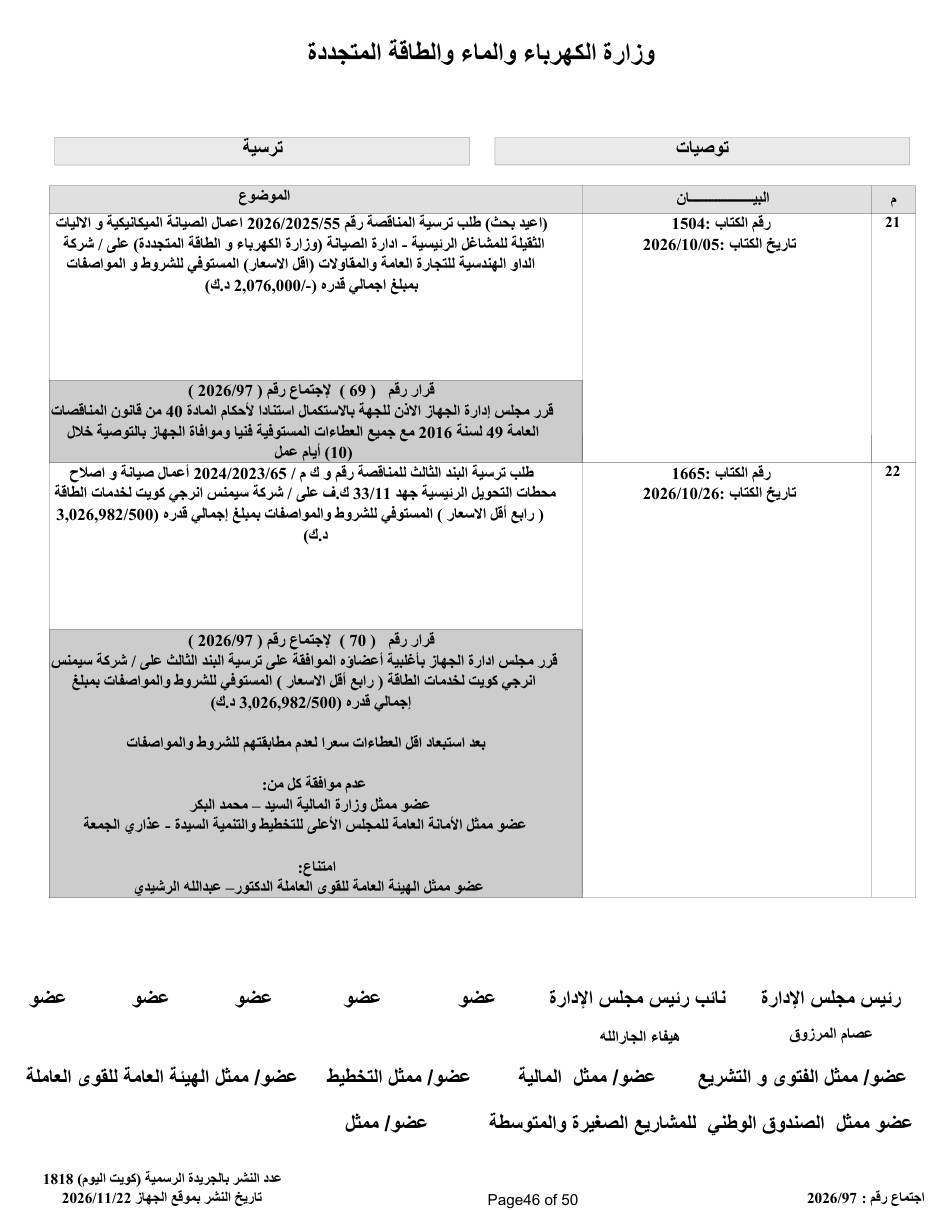 وزارة الكهرباء والماء والطاقة المتجددة
توصيات
ترسية
م
البيـــــــــــــــان
الموضوع
21
رقم الكتاب :1504
تاريخ الكتاب :2026/10/05
(اعيد بحث) طلب ترسية المناقصة رقم 2026/2025/55 اعمال الصيانة الميكانيكية و الاليات
الثقيلة للمشاغل الرئيسية - ادارة الصيانة (وزارة الكهرباء و الطاقة المتجددة) على / شركة
الداو الهندسية للتجارة العامة والمقاولات (اقل الاسعار) المستوفي للشروط و المواصفات
بمبلغ اجمالي قدره (-/2,076,000 د.ك)
قرار رقم ( 69 ) لإجتماع رقم ( 2026/97 )
قرر مجلس إدارة الجهاز الاذن للجهة بالاستكمال استنادا لأحكام المادة 40 من قانون المناقصات
العامة 49 لسنة 2016 مع جميع العطاءات المستوفية فنيا وموافاة الجهاز بالتوصية خلال
(10) أيام عمل
22
رقم الكتاب :1665
تاريخ الكتاب :2026/10/26
طلب ترسية البند الثالث للمناقصة رقم و ك م / 2024/2023/65 أعمال صيانة و اصلاح
محطات التحويل الرئيسية جهد 33/11 ك.ف على / شركة سيمنس انرجي كويت لخدمات الطاقة
( رابع أقل الاسعار ) المستوفي للشروط والمواصفات بمبلغ إجمالي قدره (3,026,982/500
د.ك)
قرار رقم ( 70 ) لإجتماع رقم ( 2026/97 )
قرر مجلس ادارة الجهاز بأغلبية أعضاؤه الموافقة على ترسية البند الثالث على / شركة سيمنس
انرجي كويت لخدمات الطاقة ( رابع أقل الاسعار ) المستوفي للشروط والمواصفات بمبلغ
إجمالي قدره (3,026,982/500 د.ك)
بعد استبعاد اقل العطاءات سعرا لعدم مطابقتهم للشروط والمواصفات
عدم موافقة كل من:
عضو ممثل وزارة المالية السيد – محمد البكر
عضو ممثل الأمانة العامة للمجلس الأعلى للتخطيط والتنمية السيدة - عذاري الجمعة
امتناع:
عضو ممثل الهيئة العامة للقوى العاملة الدكتور– عبدالله الرشيدي
رئيس مجلس الإدارة نائب رئيس مجلس الإدارة عضو عضو عضو عضو عضو
عصام المرزوق هيفاء الجارالله
عضو/ ممثل الفتوى و التشريع عضو/ ممثل المالية عضو/ ممثل التخطيط عضو/ ممثل الهيئة العامة للقوى العاملة
عضو ممثل الصندوق الوطني للمشاريع الصغيرة والمتوسطة عضو/ ممثل
عدد النشر بالجريدة الرسمية (كويت اليوم) 1818
اجتماع رقم : 2026/97 Page46 of 50 تاريخ النشر بموقع الجهاز 2026/11/22